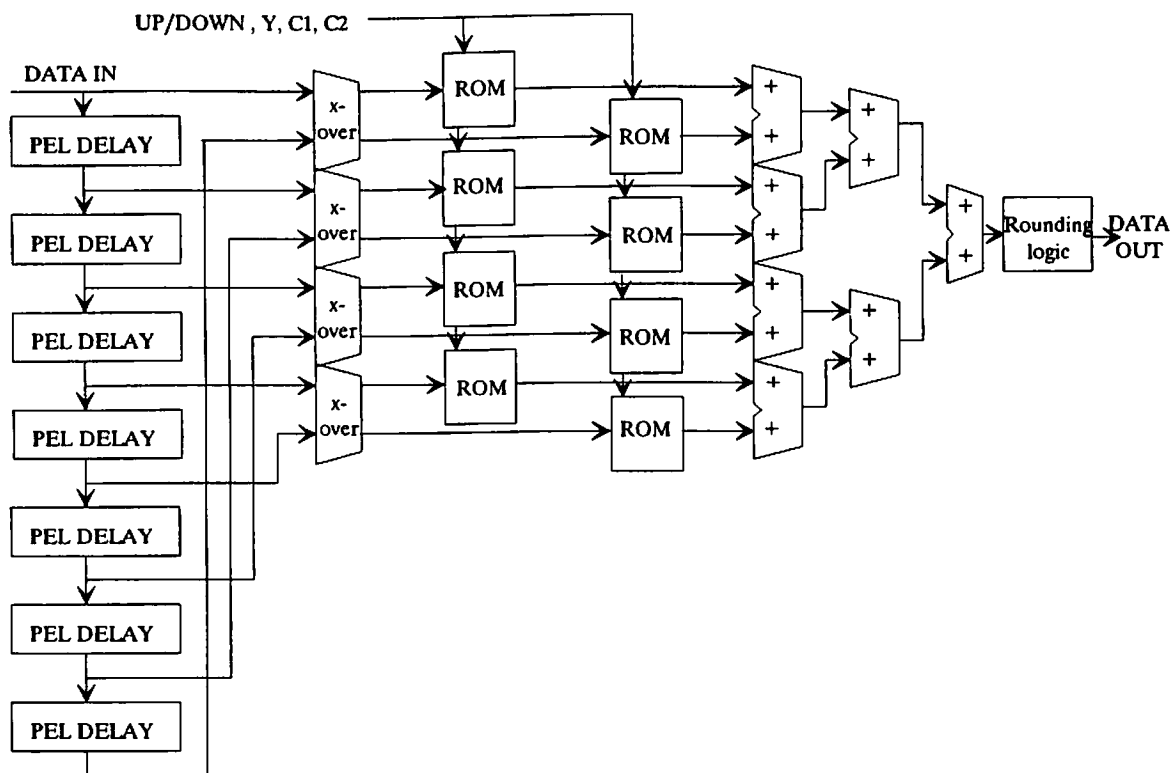 UP/DOWN , Y, C1, C2
DATA IN
PEL DELAY
PEL DELAY
PEL DELAY
PEL DELAY
PEL DELAY
PEL DELAY
PEL DELAY
x-
over
x-
over
x-
over
x-
over
ROM
ROM
ROM
ROM
ROM
ROM
ROM
ROM
+
+
+
+
+
+
+
+
+
+
+
+
+
+
Rounding
logic
DATA
OUT